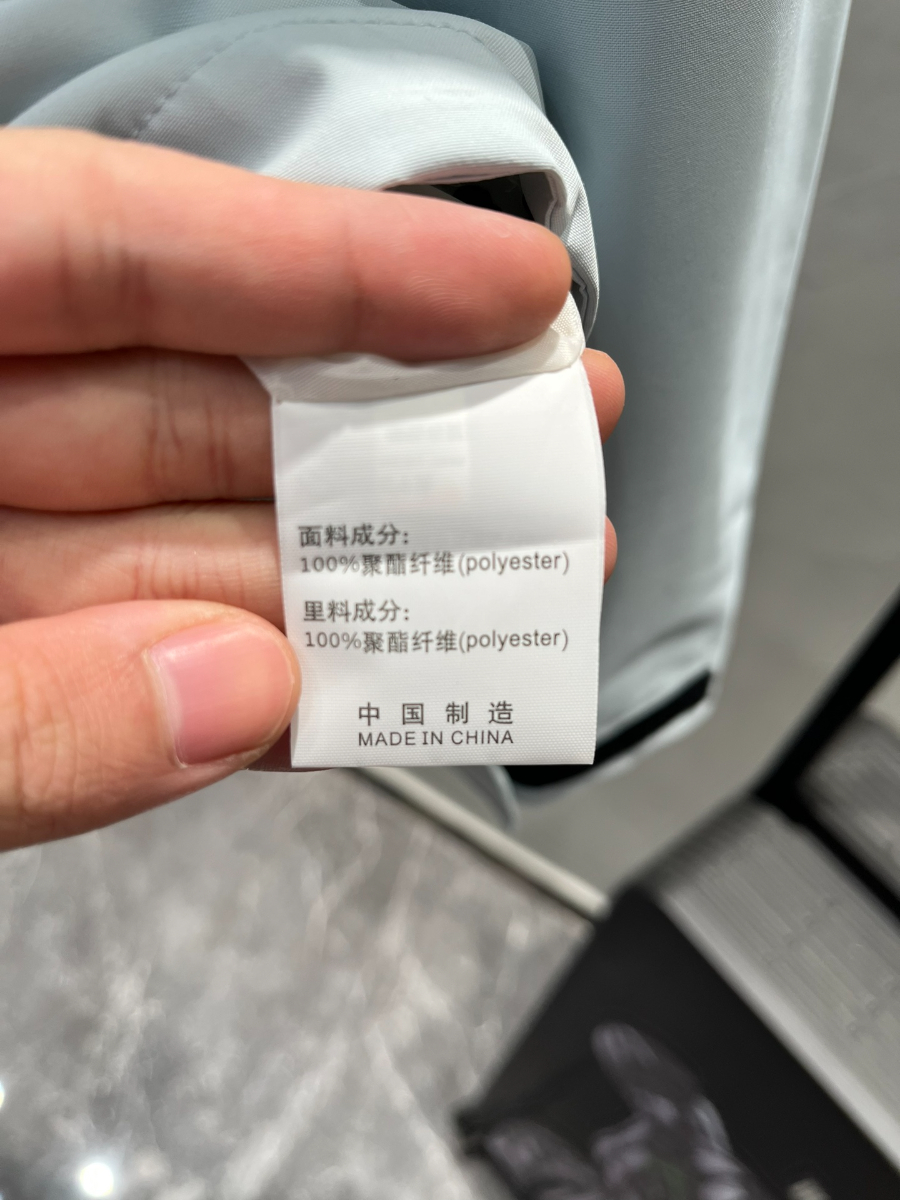 面料成分:
100%聚酯纤维(polyester)
里料成分:
100%聚酯纤维(polyester)
中国制造
MADE IN CHINA